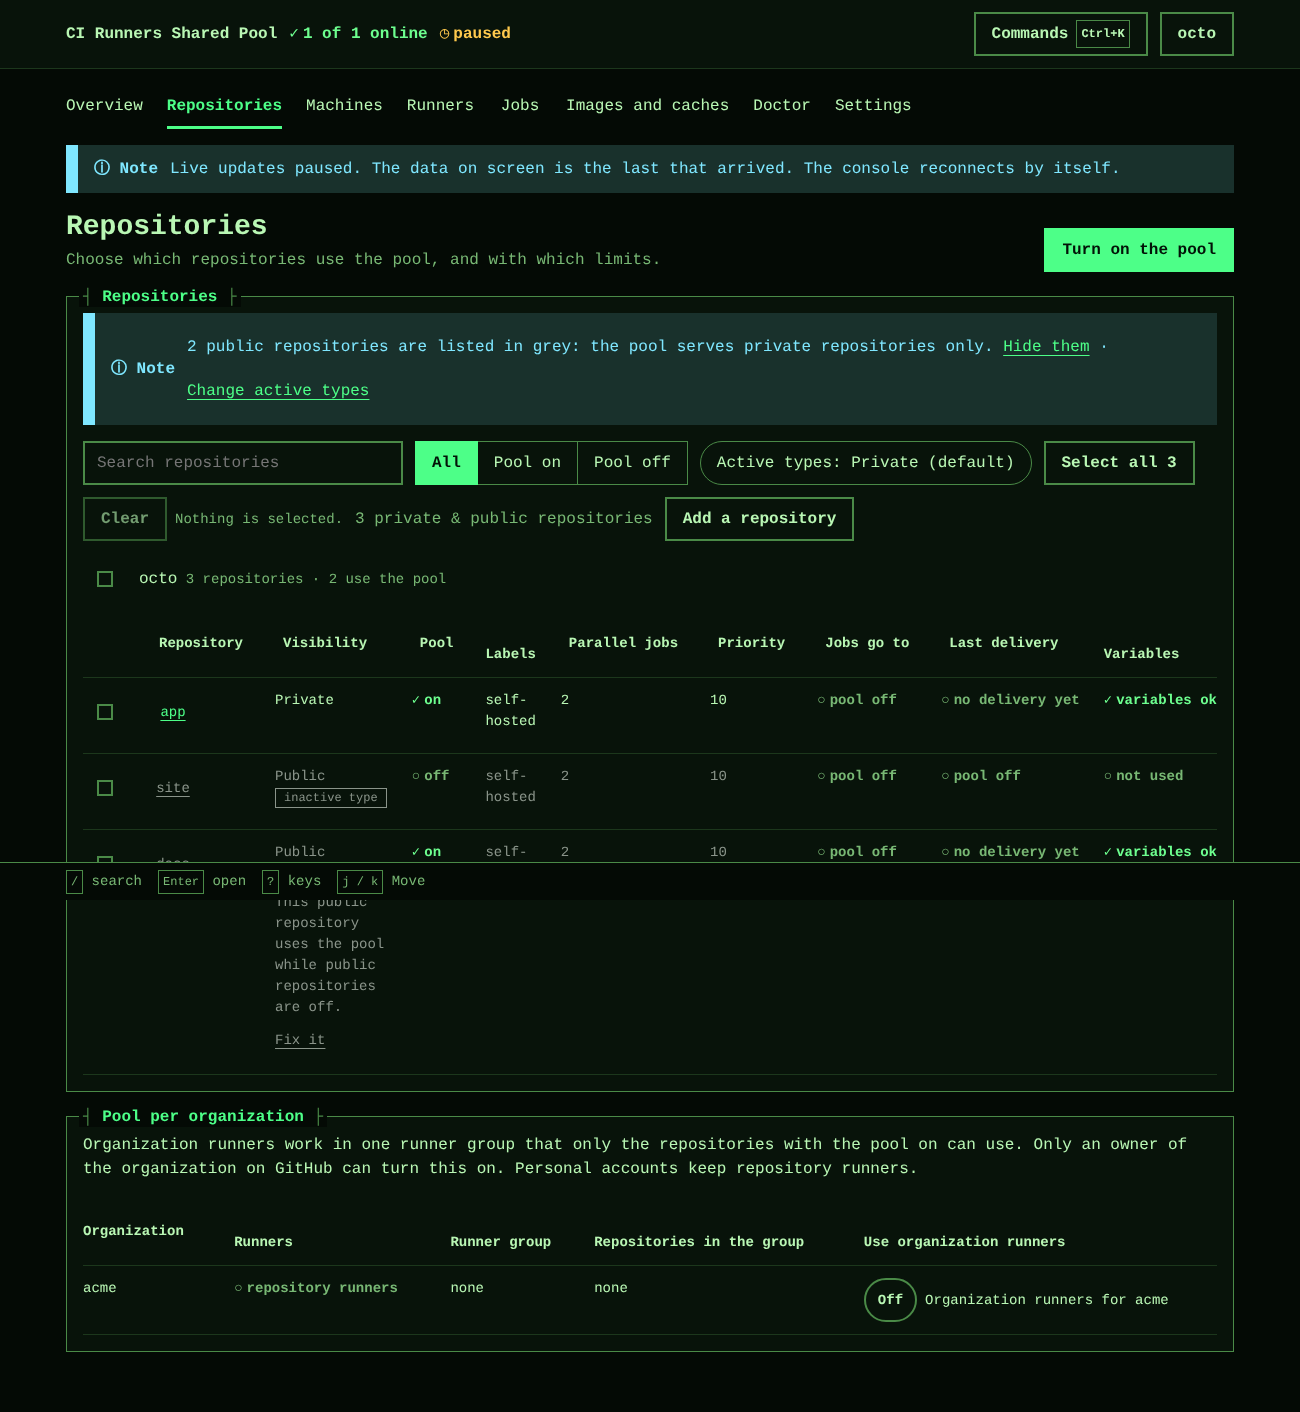 CI Runners Shared Pool ✓ 1 of 1 online ◷ paused Commands Ctrl+K octo
Overview Repositories Machines Runners Jobs Images and caches Doctor Settings
ⓘ Note Live updates paused. The data on screen is the last that arrived. The console reconnects by itself.
Repositories
Choose which repositories use the pool, and with which limits.
Turn on the pool
Repositories
ⓘ Note 2 public repositories are listed in grey: the pool serves private repositories only. Hide them ·
Change active types
Search repositories All Pool on Pool off Active types: Private (default) Select all 3
Clear Nothing is selected. 3 private & public repositories Add a repository
octo 3 repositories · 2 use the pool
Repository Visibility Pool Labels Parallel jobs Priority Jobs go to Last delivery Variables
app Private ✓ on self-hosted 2 10 ○ pool off ○ no delivery yet ✓ variables ok
site Public ○ off self-hosted 2 10 ○ pool off ○ pool off ○ not used
inactive type
Public ✓ on self- 2 10 ○ pool off ○ no delivery yet ✓ variables ok
/ search Enter open ? keys j / k Move
This public
repository
uses the pool
while public
repositories
are off.
Fix it
Pool per organization
Organization runners work in one runner group that only the repositories with the pool on can use. Only an owner of
the organization on GitHub can turn this on. Personal accounts keep repository runners.
Organization Runners Runner group Repositories in the group Use organization runners
acme ○ repository runners none none Off Organization runners for acme